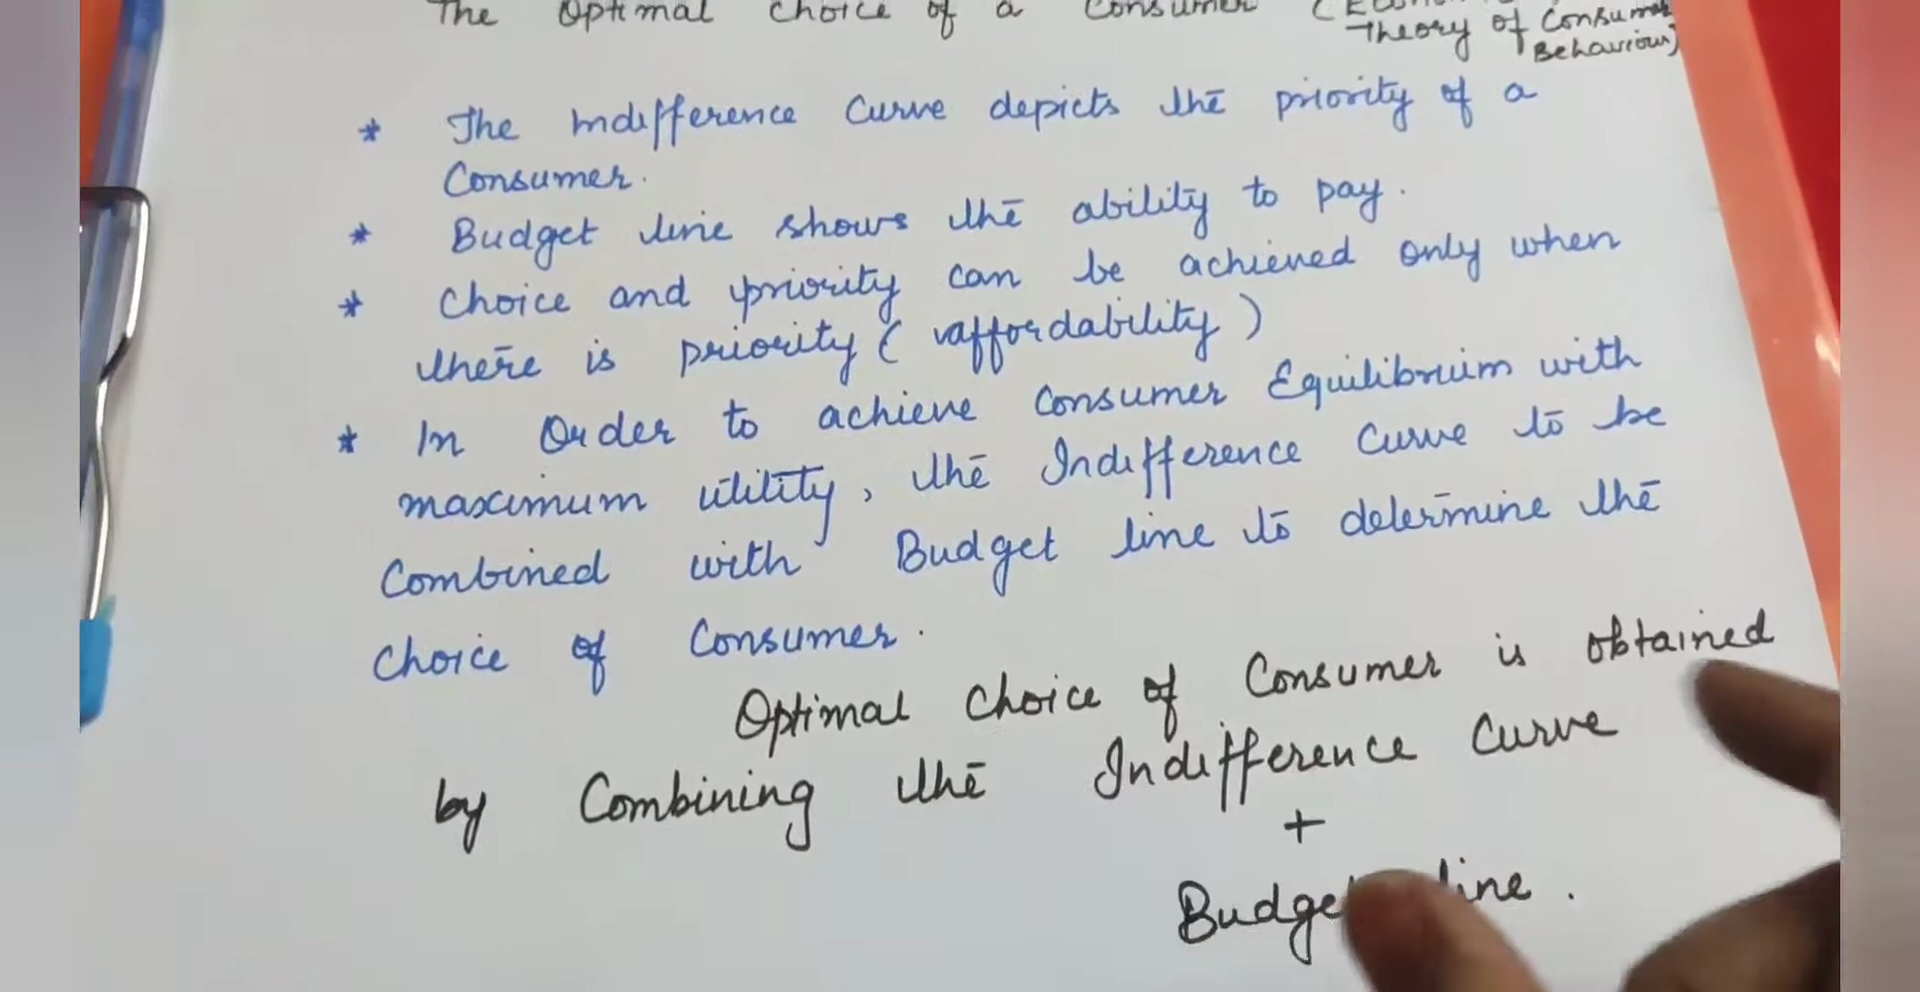 The Optimal Choice of a Consumer
Theory of Consumer
Behaviour)
* The Indifference Curve depicts the priority of a
Consumer.
* Budget line shows the ability to pay.
* Choice and priority can be achieved only when
there is priority ( affordability )
* In Order to achieve Consumer Equilibrium with
maximum utility, the Indifference Curve to be
Combined with Budget line to determine the
Choice of Consumer.
Optimal Choice of Consumer is obtained
by Combining the Indifference Curve
+
Budget line.